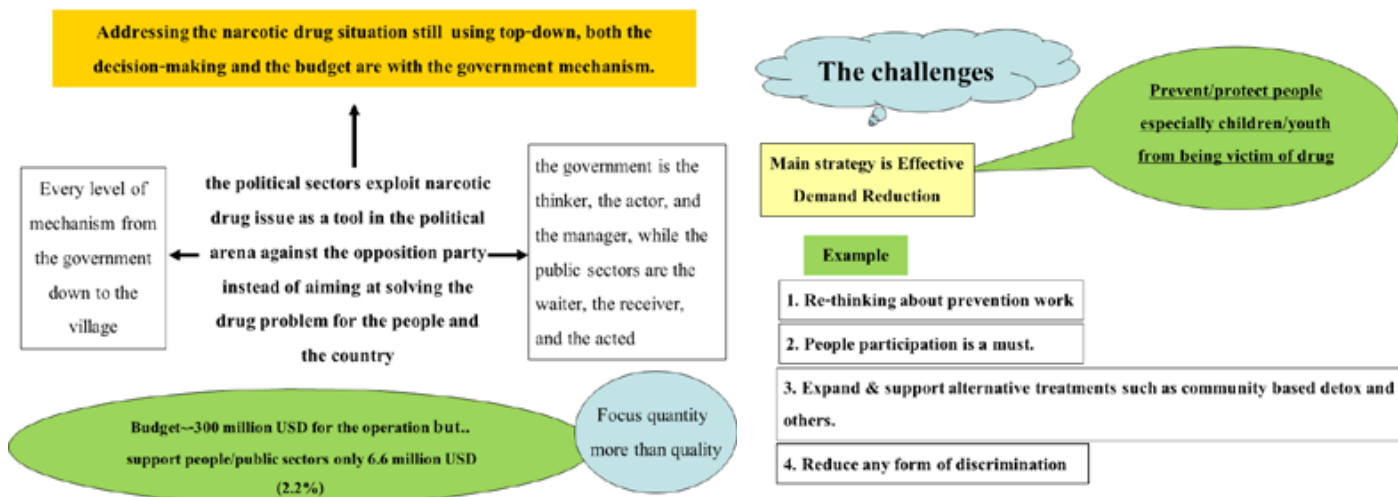 Addressing the narcotic drug situation still using top-down, both the
decision-making and the budget are with the government mechanism.
Every level of
mechanism from
the government
down to the
village
the political sectors exploit narcotic
drug issue as a tool in the political
arena against the opposition party
instead of aiming at solving the
drug problem for the people and
the country
the government is the
thinker, the actor, and
the manager, while the
public sectors are the
waiter, the receiver,
and the acted
Budget~~300 million USD for the operation but..
support people/public sectors only 6.6 million USD
(2.2%)
Focus quantity
more than quality
The challenges
Prevent/protect people
especially children/youth
from being victim of drug
Main strategy is Effective
Demand Reduction
Example
1. Re-thinking about prevention work
2. People participation is a must.
3. Expand & support alternative treatments such as community based detox and
others.
4. Reduce any form of discrimination